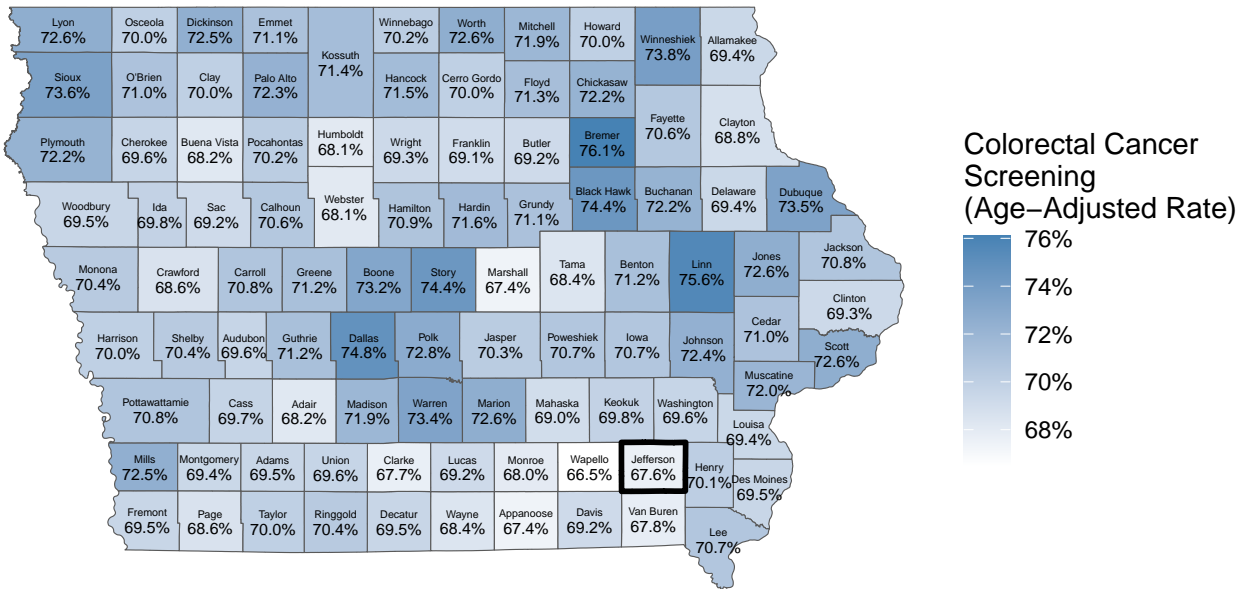 Lyon
72.6%
Osceola
70.0%
Dickinson
72.5%
Emmet
71.1%
Kossuth
71.4%
Winnebago
70.2%
Worth
72.6%
Mitchell
71.9%
Howard
70.0%
Winneshiek
73.8%
Allamakee
69.4%
Sioux
73.6%
O'Brien
71.0%
Clay
70.0%
Palo Alto
72.3%
Hancock
71.5%
Cerro Gordo
70.0%
Floyd
71.3%
Chickasaw
72.2%
Fayette
70.6%
Clayton
68.8%
Plymouth
72.2%
Cherokee
69.6%
Buena Vista
68.2%
Pocahontas
70.2%
Humboldt
68.1%
Wright
69.3%
Franklin
69.1%
Butler
69.2%
Bremer
76.1%
Woodbury
69.5%
Ida
69.8%
Sac
69.2%
Calhoun
70.6%
Webster
68.1%
Hamilton
70.9%
Hardin
71.6%
Grundy
71.1%
Black Hawk
74.4%
Buchanan
72.2%
Delaware
69.4%
Dubuque
73.5%
Monona
70.4%
Crawford
68.6%
Carroll
70.8%
Greene
71.2%
Boone
73.2%
Story
74.4%
Marshall
67.4%
Tama
68.4%
Benton
71.2%
Linn
75.6%
Jones
72.6%
Jackson
70.8%
Clinton
69.3%
Harrison
70.0%
Shelby
70.4%
Audubon
69.6%
Guthrie
71.2%
Dallas
74.8%
Polk
72.8%
Jasper
70.3%
Poweshiek
70.7%
Iowa
70.7%
Johnson
72.4%
Cedar
71.0%
Scott
72.6%
Muscatine
72.0%
Pottawattamie
70.8%
Cass
69.7%
Adair
68.2%
Madison
71.9%
Warren
73.4%
Marion
72.6%
Mahaska
69.0%
Keokuk
69.8%
Washington
69.6%
Louisa
69.4%
Mills
72.5%
Montgomery
69.4%
Adams
69.5%
Union
69.6%
Clarke
67.7%
Lucas
69.2%
Monroe
68.0%
Wapello
66.5%
Jefferson
67.6%
Henry
70.1%
Des Moines
69.5%
Fremont
69.5%
Page
68.6%
Taylor
70.0%
Ringgold
70.4%
Decatur
69.5%
Wayne
68.4%
Appanoose
67.4%
Davis
69.2%
Van Buren
67.8%
Lee
70.7%
Colorectal Cancer
Screening
(Age−Adjusted Rate)
76%
74%
72%
70%
68%